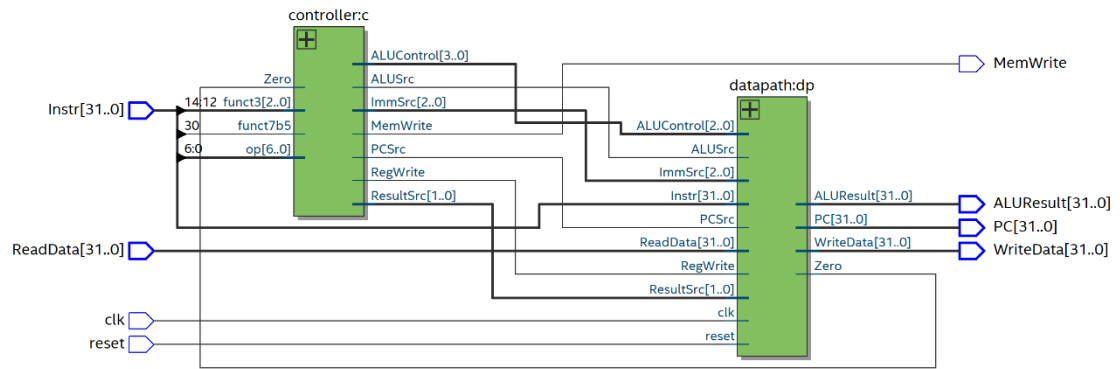 controller:c
Zero
14:12 funct3[2..0]
30 funct7b5
6:0 op[6..0]
ALUControl[3..0]
ALUSrc
ImmSrc[2..0]
MemWrite
PCSrc
RegWrite
ResultSrc[1..0]
Instr[31..0]
ReadData[31..0]
clk
reset
datapath:dp
ALUControl[2..0]
ALUSrc
ImmSrc[2..0]
Instr[31..0]
PCSrc
ReadData[31..0]
RegWrite
ResultSrc[1..0]
clk
reset
ALUResult[31..0]
PC[31..0]
WriteData[31..0]
Zero
MemWrite
ALUResult[31..0]
PC[31..0]
WriteData[31..0]